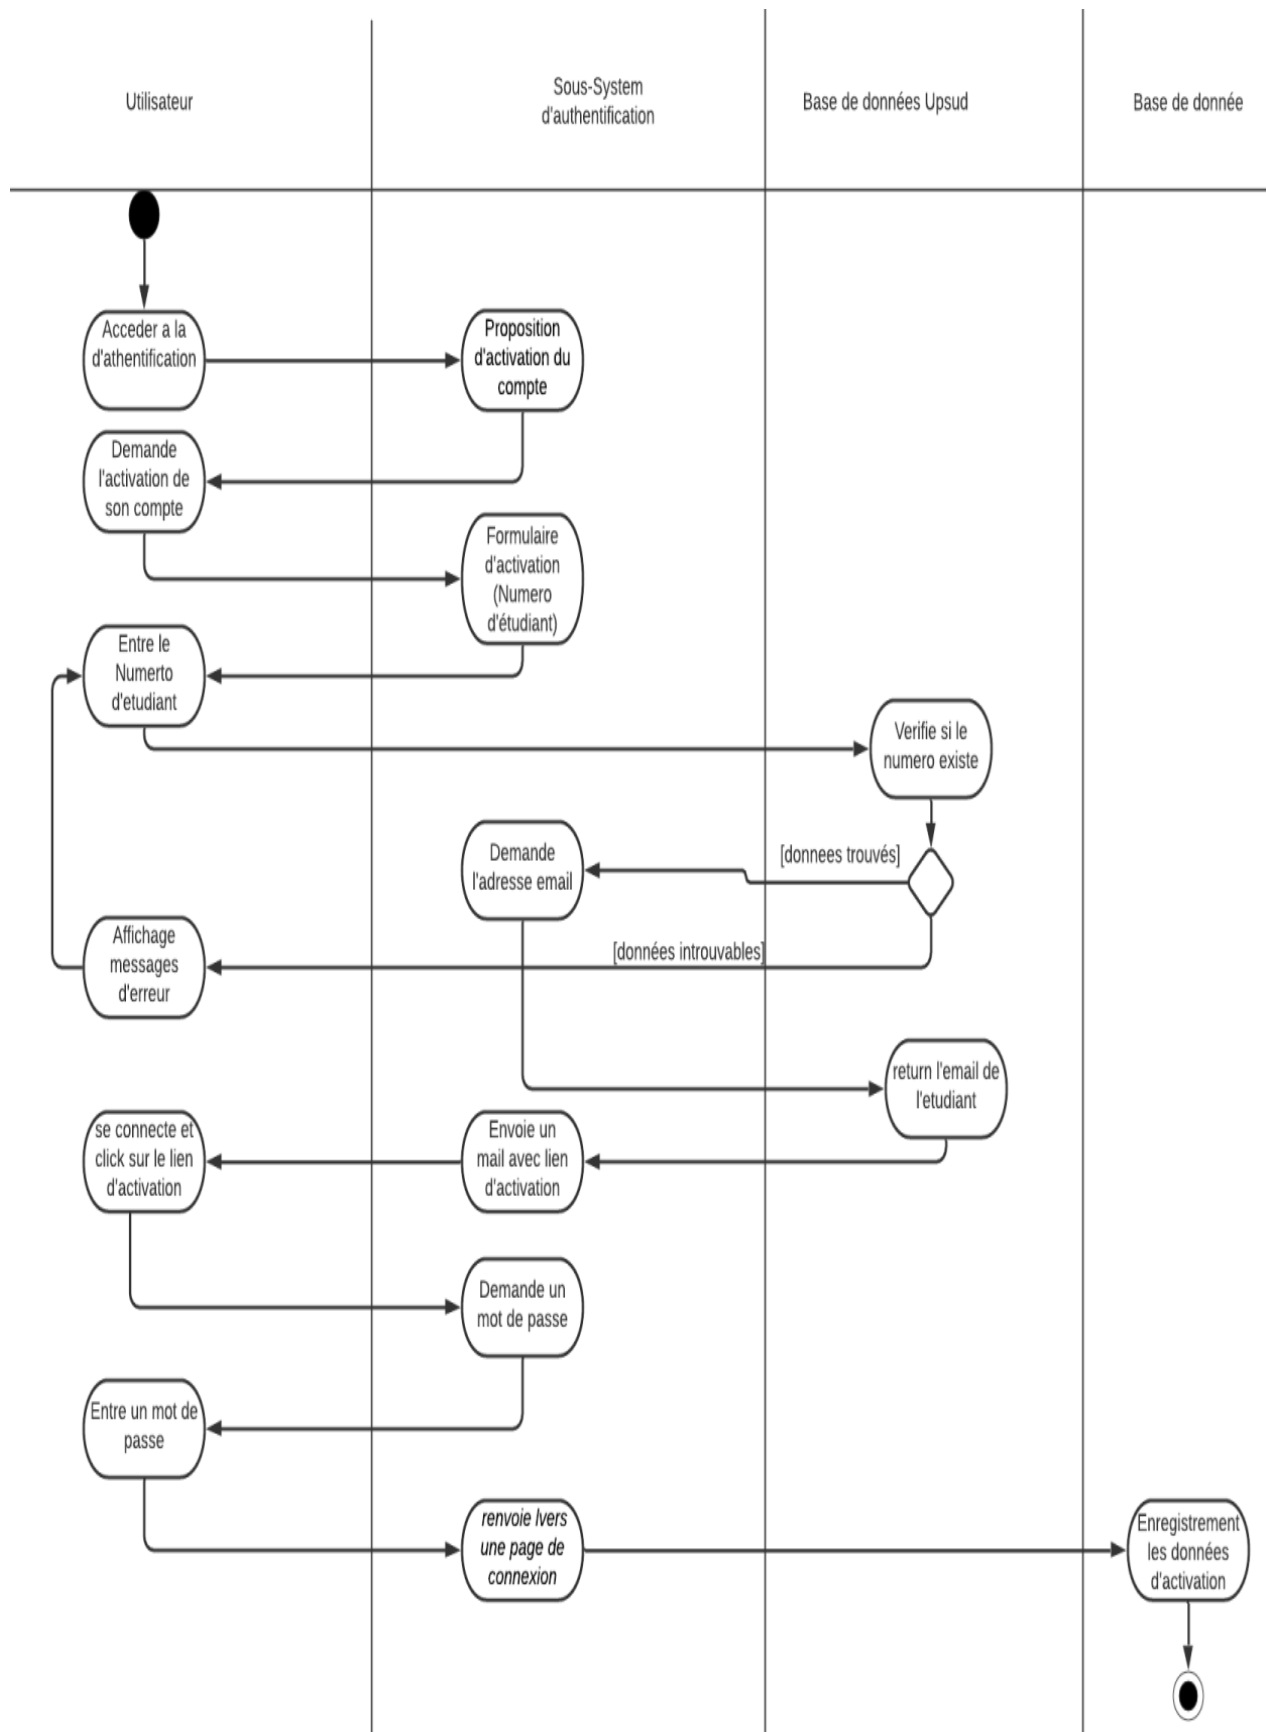 Utilisateur
Sous-System
d'authentification
Base de données Upsud
Base de donnée
Acceder a la
d'athentification
Proposition
d'activation du
compte
Demande
l'activation de
son compte
Formulaire
d'activation
(Numero
d'étudiant)
Entre le
Numerto
d'etudiant
Verifie si le
numero existe
[donnees trouvés]
Demande
l'adresse email
[données introuvables]
Affichage
messages
d'erreur
return l'email de
l'etudiant
Envoie un
mail avec lien
d'activation
se connecte et
click sur le lien
d'activation
Demande un
mot de passe
Entre un mot de
passe
renvoie lvers
une page de
connexion
Enregistrement
les données
d'activation